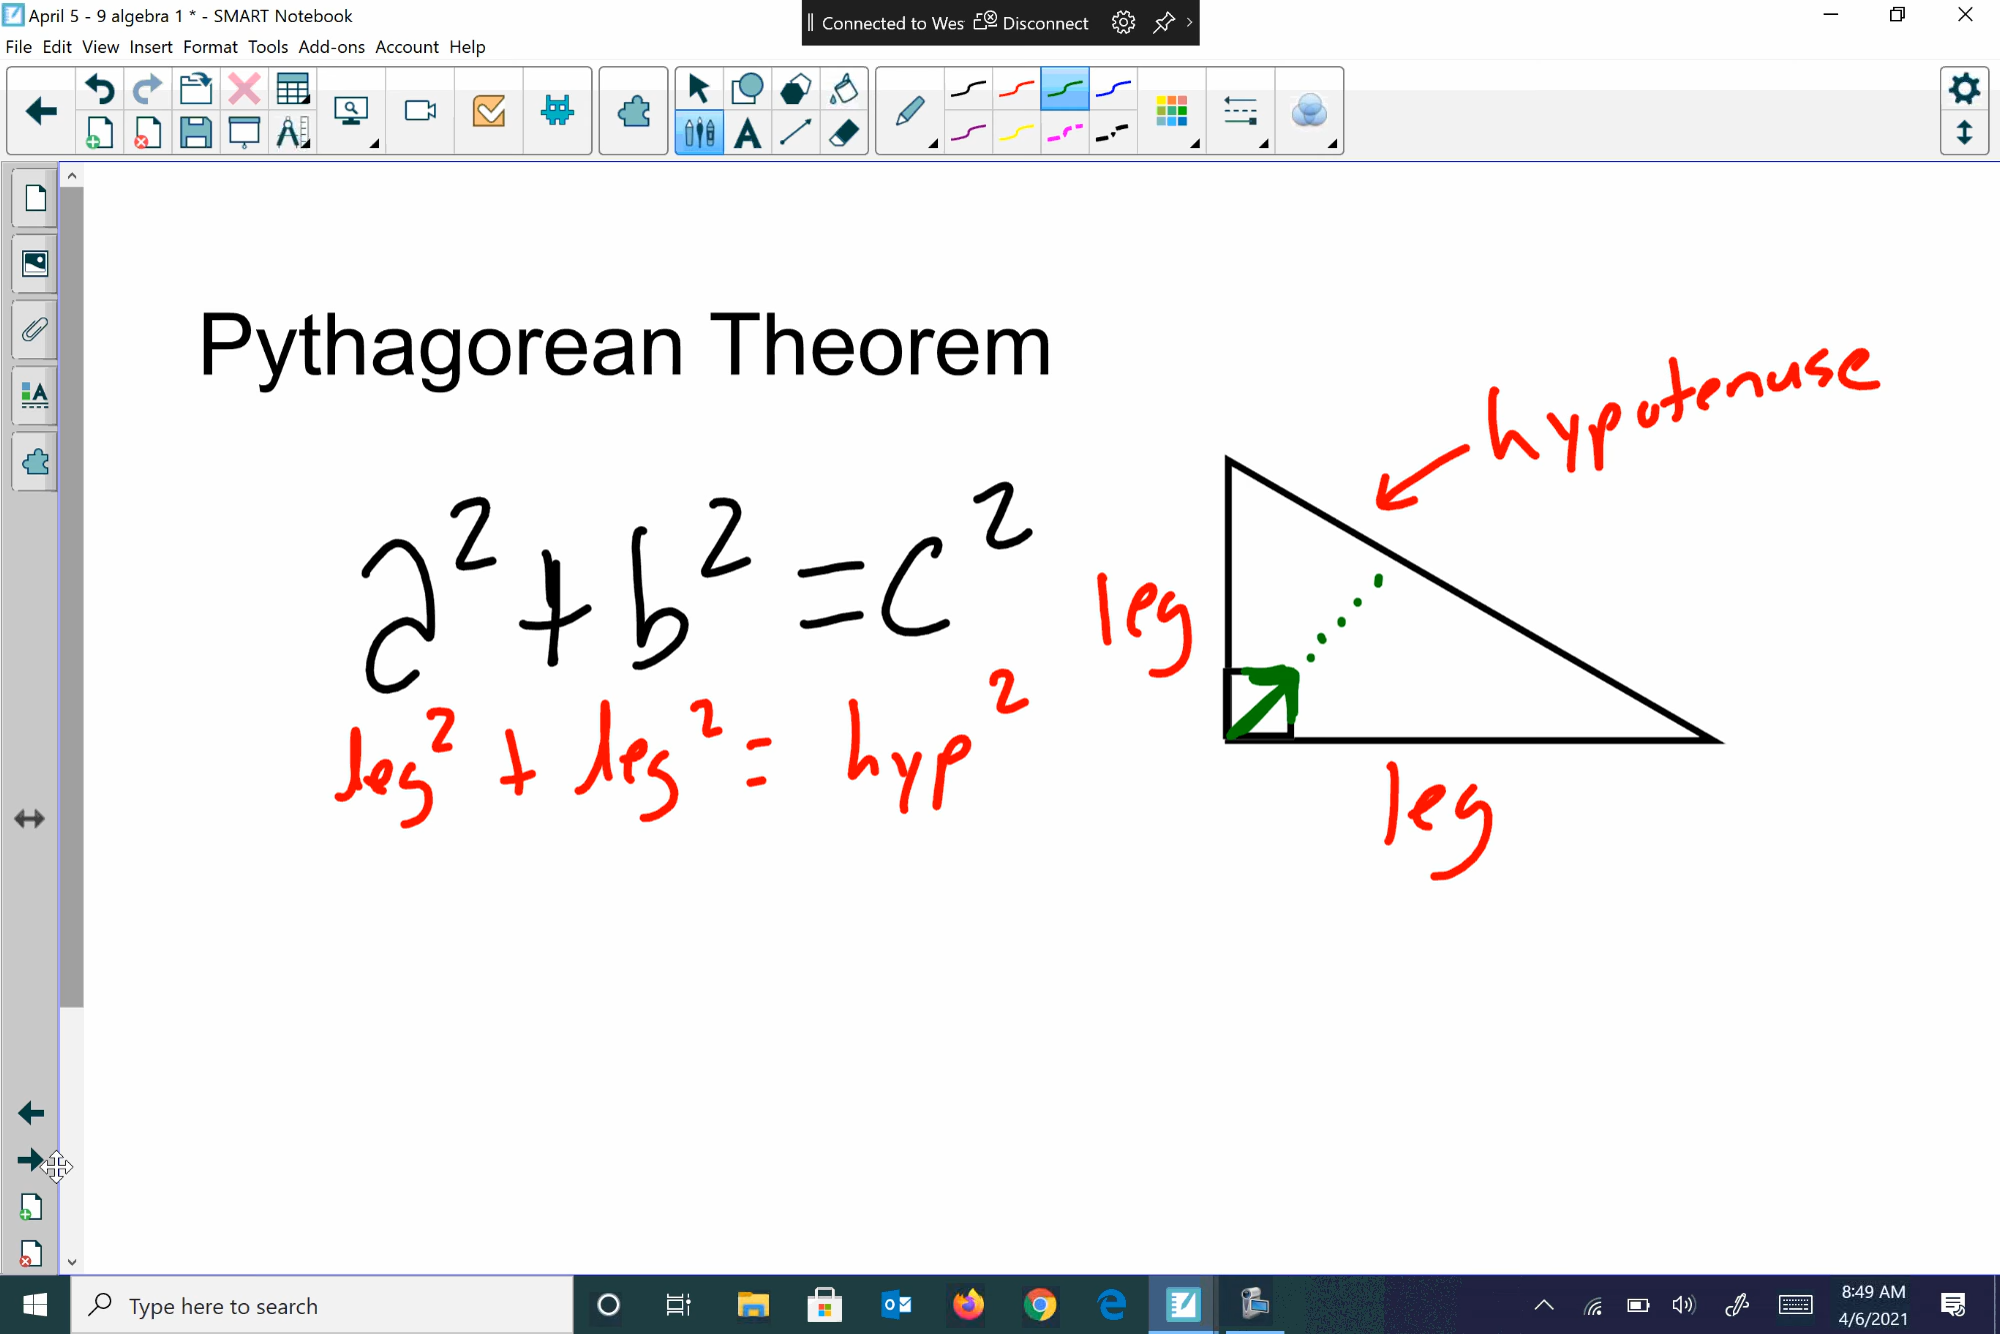 April 5 - 9 algebra 1 * - SMART Notebook
Connected to Wes Disconnect
File Edit View Insert Format Tools Add-ons Account Help
Pythagorean Theorem
hypotenuse
a² + b² = c²
leg
leg² + leg² = hyp²
leg
Type here to search
8:49 AM
4/6/2021